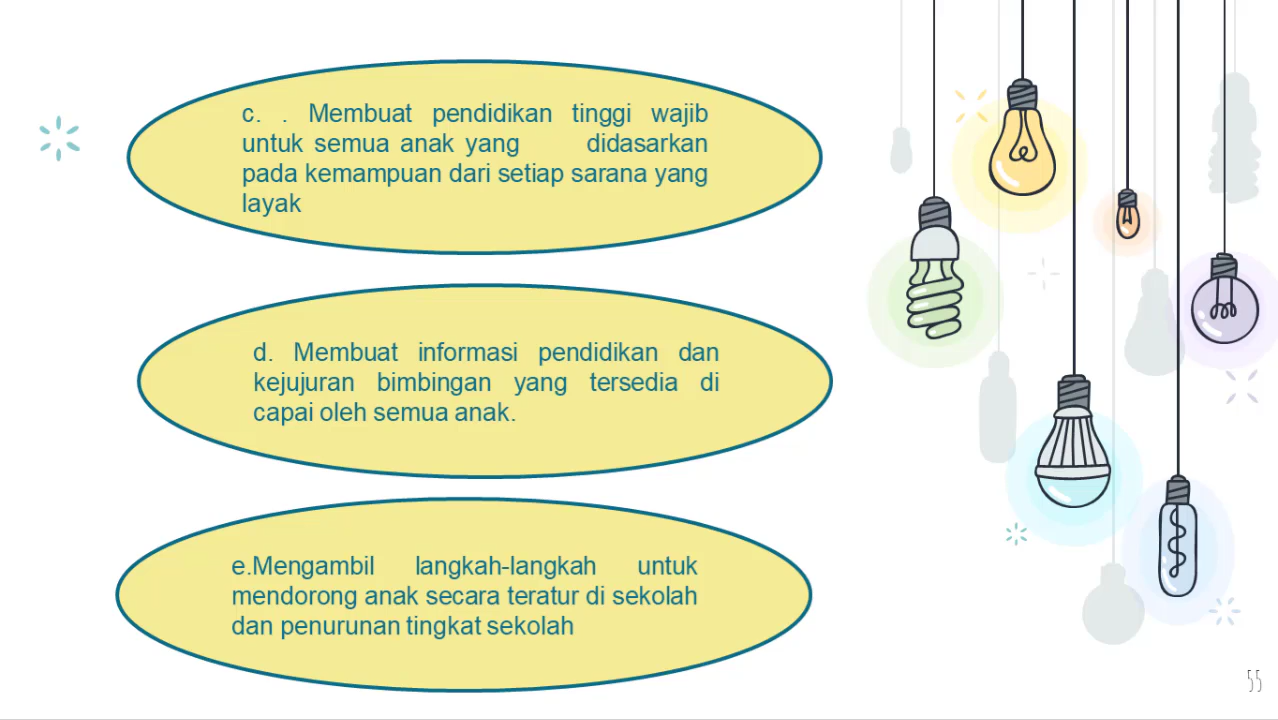 c. . Membuat pendidikan tinggi wajib
untuk semua anak yang didasarkan
pada kemampuan dari setiap sarana yang
layak
d. Membuat informasi pendidikan dan
kejujuran bimbingan yang tersedia di
capai oleh semua anak.
e.Mengambil langkah-langkah untuk
mendorong anak secara teratur di sekolah
dan penurunan tingkat sekolah
55